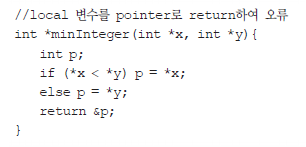 //local 변수를 pointer로 return하여 오류
int *minInteger(int *x, int *y){
int p;
if (*x < *y) p = *x;
else p = *y;
return &p;
}